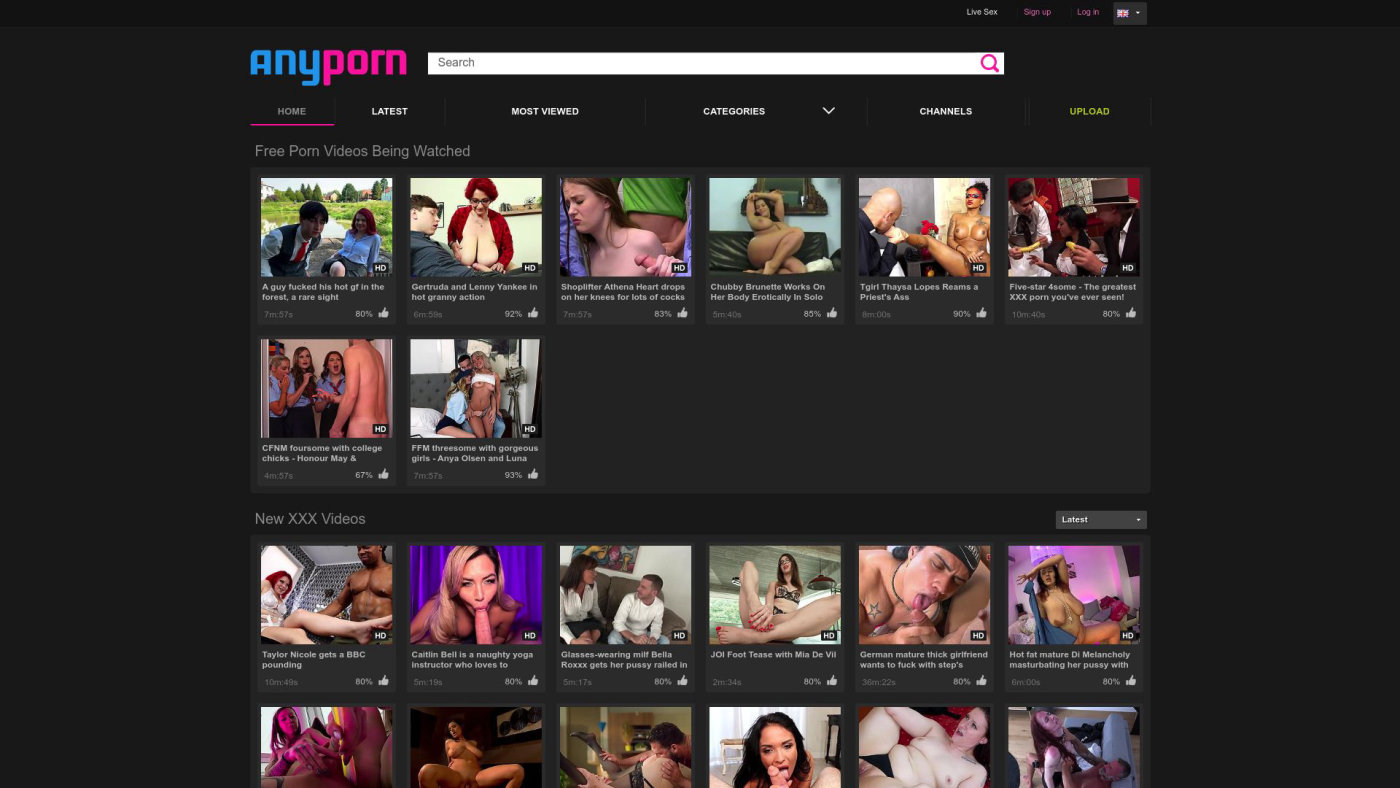 Live Sex
Sign up
Log in
anyporn
Search
HOME
LATEST
MOST VIEWED
CATEGORIES
CHANNELS
UPLOAD
Free Porn Videos Being Watched
HD
HD
HD
HD
HD
A guy fucked his hot gf in the
forest, a rare sight
7m:57s
80%
Gertruda and Lenny Yankee in
hot granny action
6m:59s
92%
Shoplifter Athena Heart drops
on her knees for lots of cocks
7m:57s
83%
Chubby Brunette Works On
Her Body Erotically In Solo
5m:40s
85%
Tgirl Thaysa Lopes Reams a
Priest's Ass
8m:00s
90%
Five-star 4some - The greatest
XXX porn you've ever seen!
10m:40s
80%
HD
HD
CFNM foursome with college
chicks - Honour May &
4m:57s
67%
FFM threesome with gorgeous
girls - Anya Olsen and Luna
7m:57s
93%
New XXX Videos
Latest
HD
HD
HD
HD
HD
HD
Taylor Nicole gets a BBC
pounding
10m:49s
80%
Caitlin Bell is a naughty yoga
instructor who loves to
5m:19s
80%
Glasses-wearing milf Bella
Roxxx gets her pussy railed in
5m:17s
80%
JOI Foot Tease with Mia De Vil
2m:34s
80%
German mature thick girlfriend
wants to fuck with step's
36m:22s
80%
Hot fat mature Di Melancholy
masturbating her pussy with
6m:00s
80%